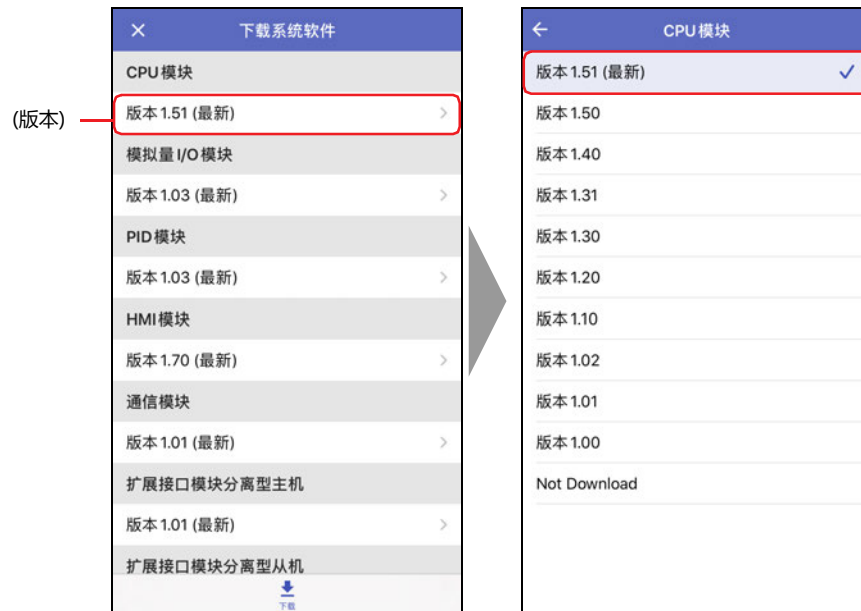 下载系统软件
CPU模块
(版本)
版本1.51 (最新)
模拟量I/O模块
版本1.03 (最新)
PID模块
版本1.03 (最新)
HMI模块
版本1.70 (最新)
通信模块
版本1.01 (最新)
扩展接口模块分离型主机
版本1.01 (最新)
扩展接口模块分离型从机
下载
CPU模块
版本1.51 (最新)
版本1.50
版本1.40
版本1.31
版本1.30
版本1.20
版本1.10
版本1.02
版本1.01
版本1.00
Not Download